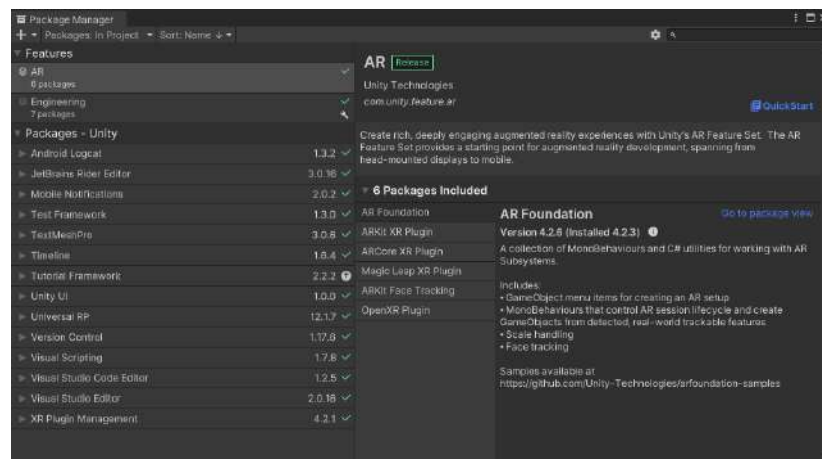 Package Manager
Packages: In Project Sort: Name ↓
Features
AR
6 packages
Engineering
7 packages
Packages - Unity
Android Logcat 1.3.2
JetBrains Rider Editor 3.0.16
Mobile Notifications 2.0.2
Test Framework 1.3.0
TextMeshPro 3.0.6
Timeline 1.6.4
Tutorial Framework 2.2.2
Unity UI 1.0.0
Universal RP 12.1.7
Version Control 1.17.6
Visual Scripting 1.7.8
Visual Studio Code Editor 1.2.5
Visual Studio Editor 2.0.16
XR Plugin Management 4.2.1
AR Release
Unity Technologies
com.unity.feature.ar
QuickStart
Create rich, deeply engaging augmented reality experiences with Unity's AR Feature Set. The AR
Feature Set provides a starting point for augmented reality development, spanning from
head-mounted displays to mobile.
6 Packages Included
AR Foundation
ARKit XR Plugin
ARCore XR Plugin
Magic Leap XR Plugin
ARKit Face Tracking
OpenXR Plugin
AR Foundation Go to package view
Version 4.2.6 (Installed 4.2.3)
A collection of MonoBehaviours and C# utilities for working with AR
Subsystems.
Includes:
• GameObject menu items for creating an AR setup
• MonoBehaviours that control AR session lifecycle and create
GameObjects from detected, real-world trackable features
• Scale handling
• Face tracking
Samples available at
https://github.com/Unity-Technologies/arfoundation-samples